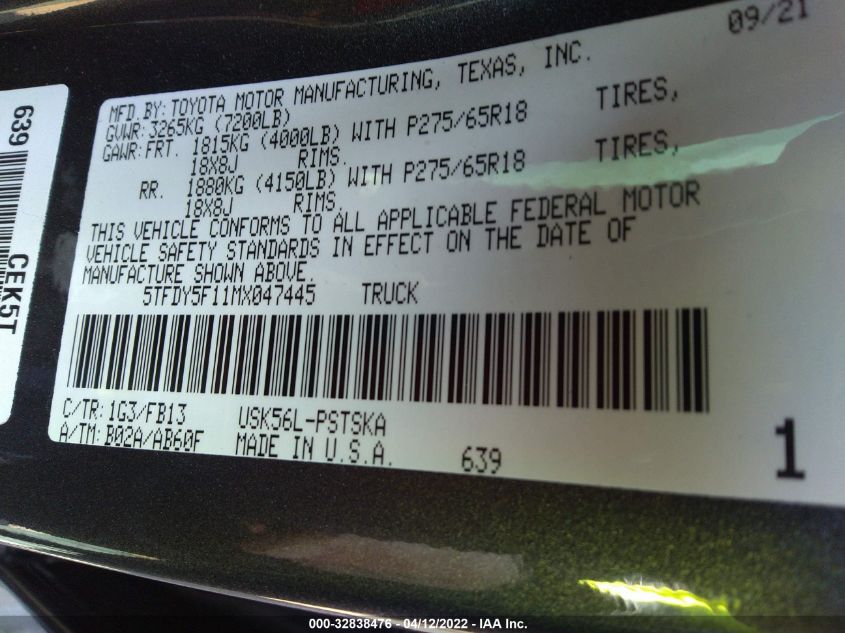 09/21
MFD.BY: TOYOTA MOTOR MANUFACTURING, TEXAS, INC.
GVWR: 3265KG (7200LB)
GAWR: FRT. 1815KG (4000LB) WITH P275/65R18 TIRES,
18X8J RIMS.
RR. 1880KG (4150LB) WITH P275/65R18 TIRES,
18X8J RIMS.
THIS VEHICLE CONFORMS TO ALL APPLICABLE FEDERAL MOTOR
VEHICLE SAFETY STANDARDS IN EFFECT ON THE DATE OF
MANUFACTURE SHOWN ABOVE.
5TFDY5F11MX047445 TRUCK
C/TR: 1G3/FB13 USK56L-PSTSKA
A/TM: B02A/AB60F MADE IN U.S.A. 639
1
639
CEK5T
000-32838476 - 04/12/2022 - IAA Inc.